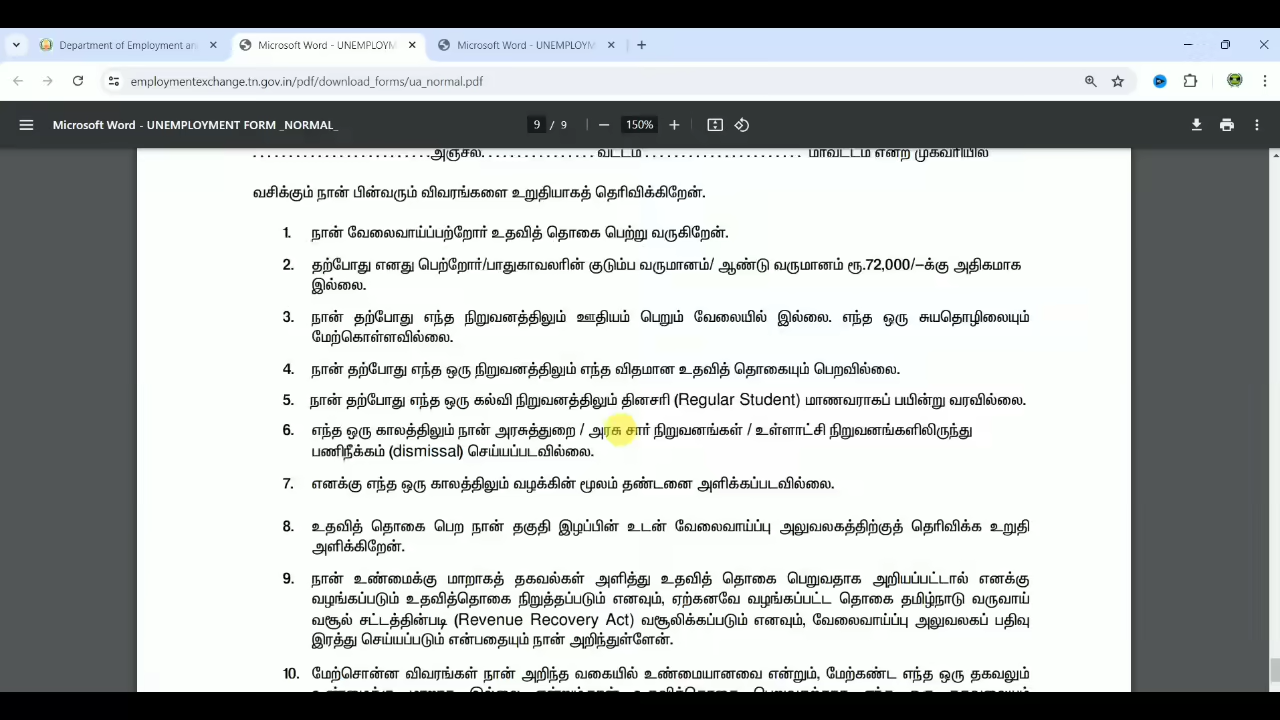 Department of Employment an
Microsoft Word - UNEMPLOYM
Microsoft Word - UNEMPLOYM
employmentexchange.tn.gov.in/pdf/download_forms/ua_normal.pdf
Microsoft Word - UNEMPLOYMENT FORM _NORMAL_
9 / 9
150%
. . . . . . . . . . . . . . . . . . . . . . . . .அஞ்சல். . . . . . . . . . . . . . . . வட்டம் . . . . . . . . . . . . . . . . . . . . . . மாவட்டம் என்ற முகவரியில்
வசிக்கும் நான் பின்வரும் விவரங்களை உறுதியாகத் தெரிவிக்கிறேன்.
1. நான் வேலைவாய்ப்பற்றோர் உதவித் தொகை பெற்று வருகிறேன்.
2. தற்போது எனது பெற்றோர்/பாதுகாவலரின் குடும்ப வருமானம்/ ஆண்டு வருமானம் ரூ.72,000/–க்கு அதிகமாக
இல்லை.
3. நான் தற்போது எந்த நிறுவனத்திலும் ஊதியம் பெறும் வேலையில் இல்லை. எந்த ஒரு சுயதொழிலையும்
மேற்கொள்ளவில்லை.
4. நான் தற்போது எந்த ஒரு நிறுவனத்திலும் எந்த விதமான உதவித் தொகையும் பெறவில்லை.
5. நான் தற்போது எந்த ஒரு கல்வி நிறுவனத்திலும் தினசரி (Regular Student) மாணவராகப் பயின்று வரவில்லை.
6. எந்த ஒரு காலத்திலும் நான் அரசுத்துறை / அரசு சார் நிறுவனங்கள் / உள்ளாட்சி நிறுவனங்களிலிருந்து
பணிநீக்கம் (dismissal) செய்யப்படவில்லை.
7. எனக்கு எந்த ஒரு காலத்திலும் வழக்கின் மூலம் தண்டனை அளிக்கப்படவில்லை.
8. உதவித் தொகை பெற நான் தகுதி இழப்பின் உடன் வேலைவாய்ப்பு அலுவலகத்திற்குத் தெரிவிக்க உறுதி
அளிக்கிறேன்.
9. நான் உண்மைக்கு மாறாகத் தகவல்கள் அளித்து உதவித் தொகை பெறுவதாக அறியப்பட்டால் எனக்கு
வழங்கப்படும் உதவித்தொகை நிறுத்தப்படும் எனவும், ஏற்கனவே வழங்கப்பட்ட தொகை தமிழ்நாடு வருவாய்
வசூல் சட்டத்தின்படி (Revenue Recovery Act) வசூலிக்கப்படும் எனவும், வேலைவாய்ப்பு அலுவலகப் பதிவு
இரத்து செய்யப்படும் என்பதையும் நான் அறிந்துள்ளேன்.
10. மேற்சொன்ன விவரங்கள் நான் அறிந்த வகையில் உண்மையானவை என்றும், மேற்கண்ட எந்த ஒரு தகவலும்